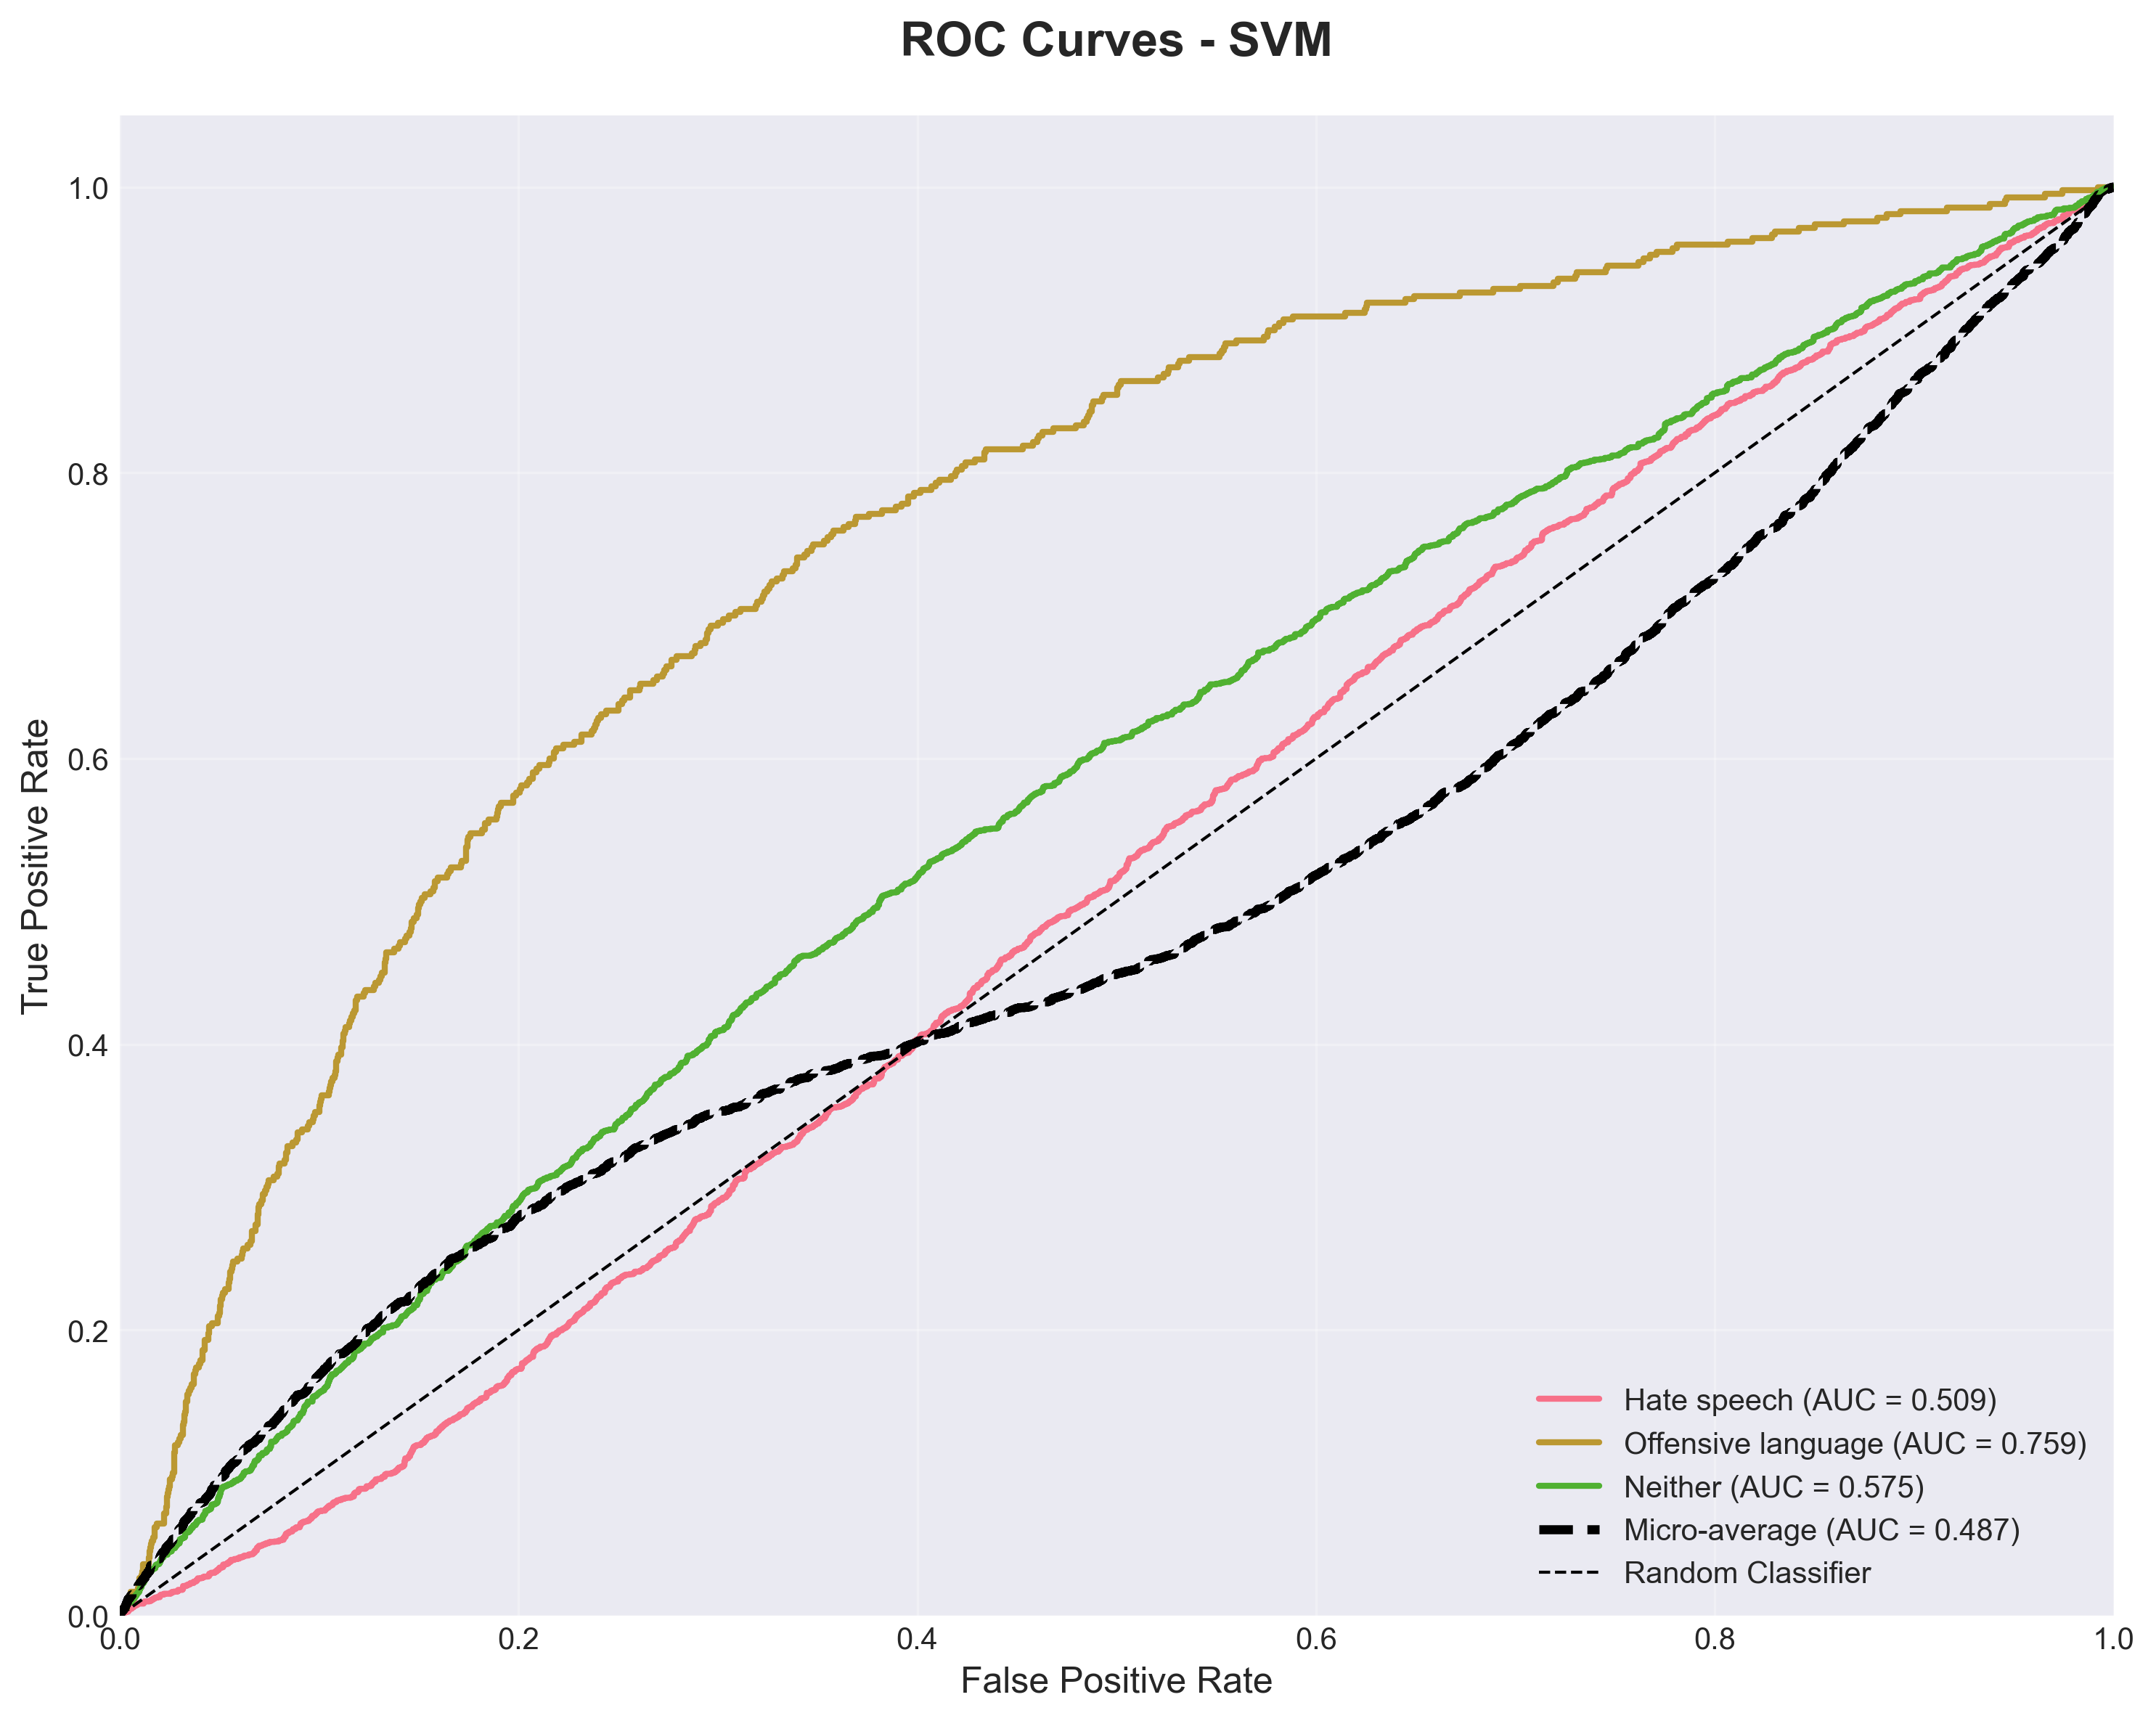 ROC Curves - SVM
True Positive Rate
1.0
0.8
0.6
0.4
0.2
0.0
0.0 0.2 0.4 0.6 0.8 1.0
False Positive Rate
Hate speech (AUC = 0.509)
Offensive language (AUC = 0.759)
Neither (AUC = 0.575)
Micro-average (AUC = 0.487)
Random Classifier